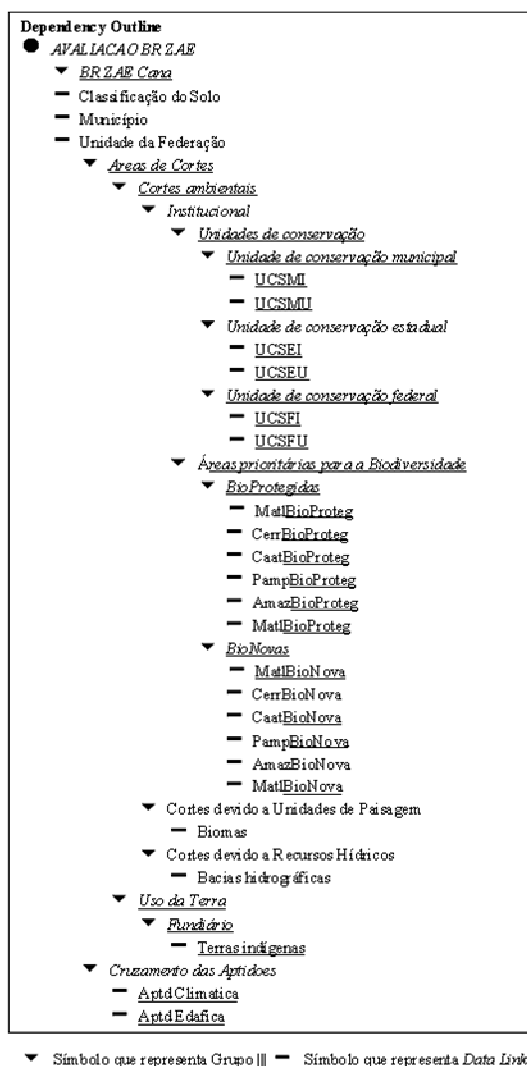 Dependency Outline
AVALIACAO BR ZAE
BR ZAE Cana
Classificação do Solo
Município
Unidade da Federação
Areas de Cortes
Cortes ambientais
Institucional
Unidades de conservação
Unidade de conservação municipal
UCSMI
UCSMU
Unidade de conservação estadual
UCSEI
UCSEU
Unidade de conservação federal
UCSFI
UCSFU
Áreas prioritárias para a Biodiversidade
BioProtegidas
MatlBioProteg
CerrBioProteg
CaatBioProteg
PampBioProteg
AmazBioProteg
MatlBioProteg
BioNovas
MatlBioNova
CerrBioNova
CaatBioNova
PampBioNova
AmazBioNova
MatlBioNova
Cortes devido a Unidades de Paisagem
Biomas
Cortes devido a Recursos Hídricos
Bacias hidrográficas
Uso da Terra
Fundiário
Terras indígenas
Cruzamento das Aptidoes
AptdClimatica
AptdEdafica
Símbolo que representa Grupo ||| Símbolo que representa Data Link